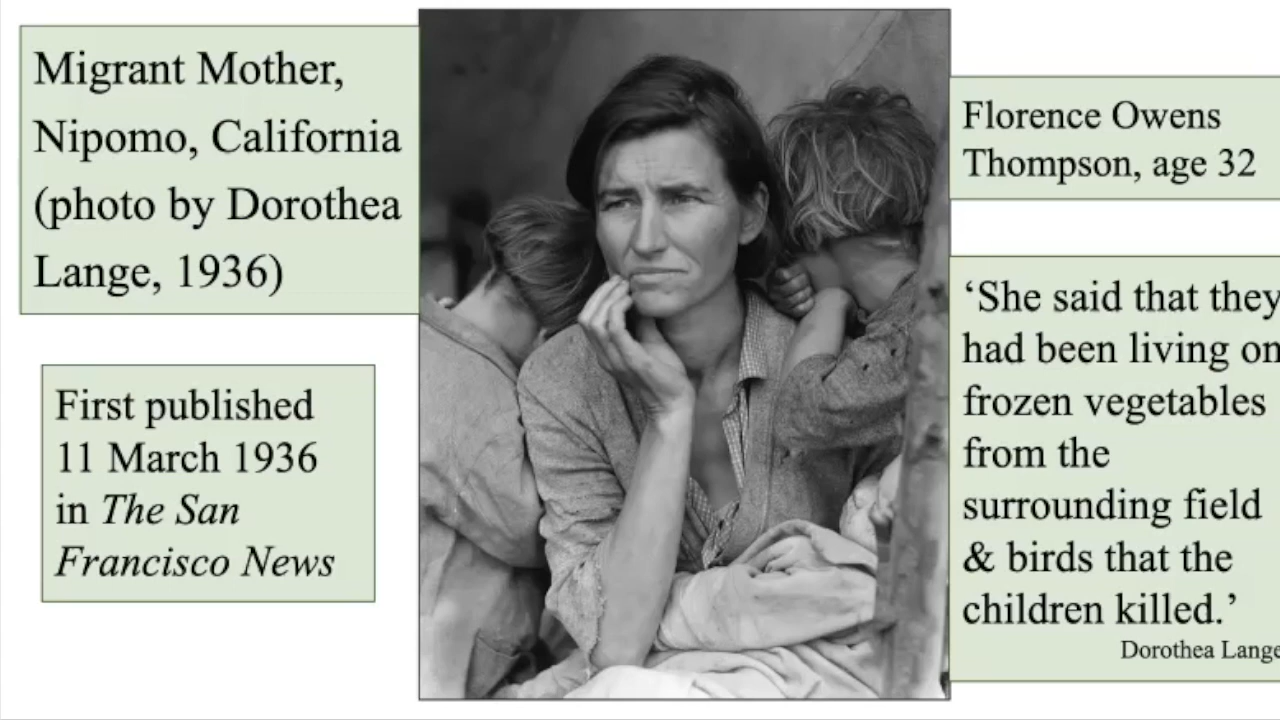 Migrant Mother,
Nipomo, California
(photo by Dorothea
Lange, 1936)
First published
11 March 1936
in The San
Francisco News
Florence Owens
Thompson, age 32
‘She said that they
had been living on
frozen vegetables
from the
surrounding field
& birds that the
children killed.’
Dorothea Lange